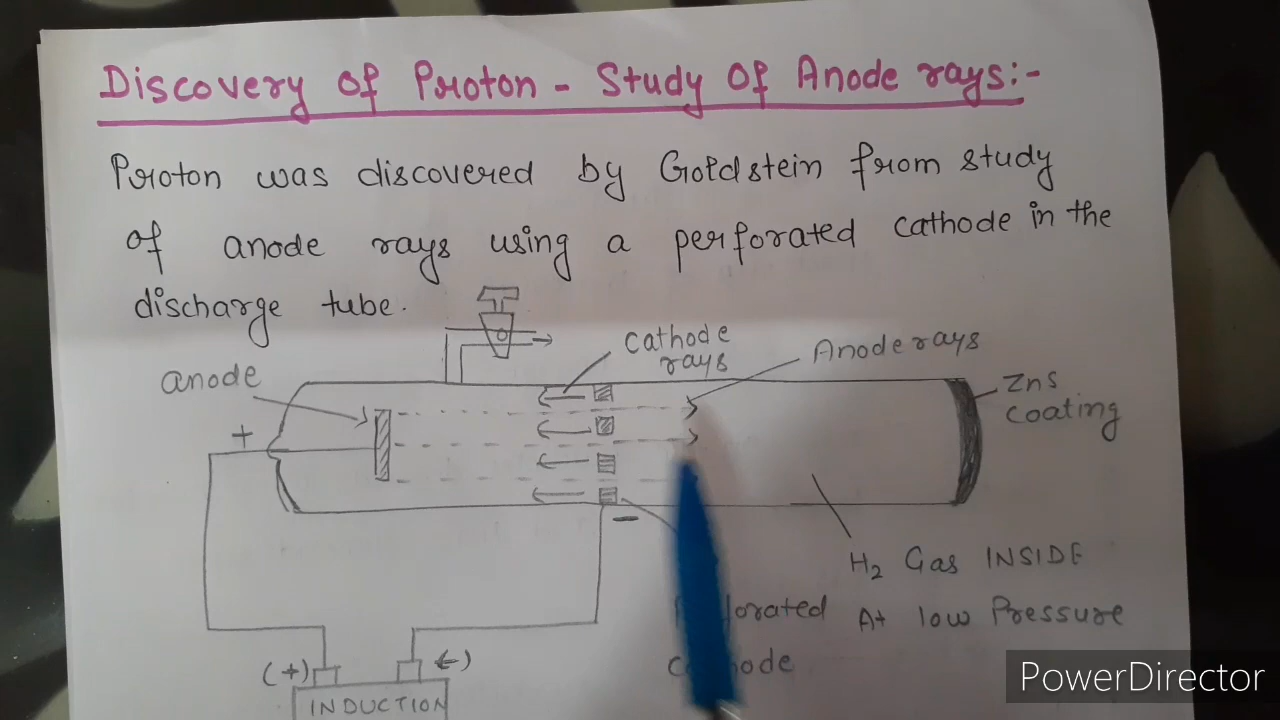 Discovery Of Proton - Study Of Anode rays:-
Proton was discovered by Goldstein from study
of anode rays using a perforated cathode in the
discharge tube.
cathode
rays
Anode rays
anode
ZnS
coating
+
-
H2 Gas INSIDE
At low Pressure
(+)
(-)
INDUCTION
PowerDirector